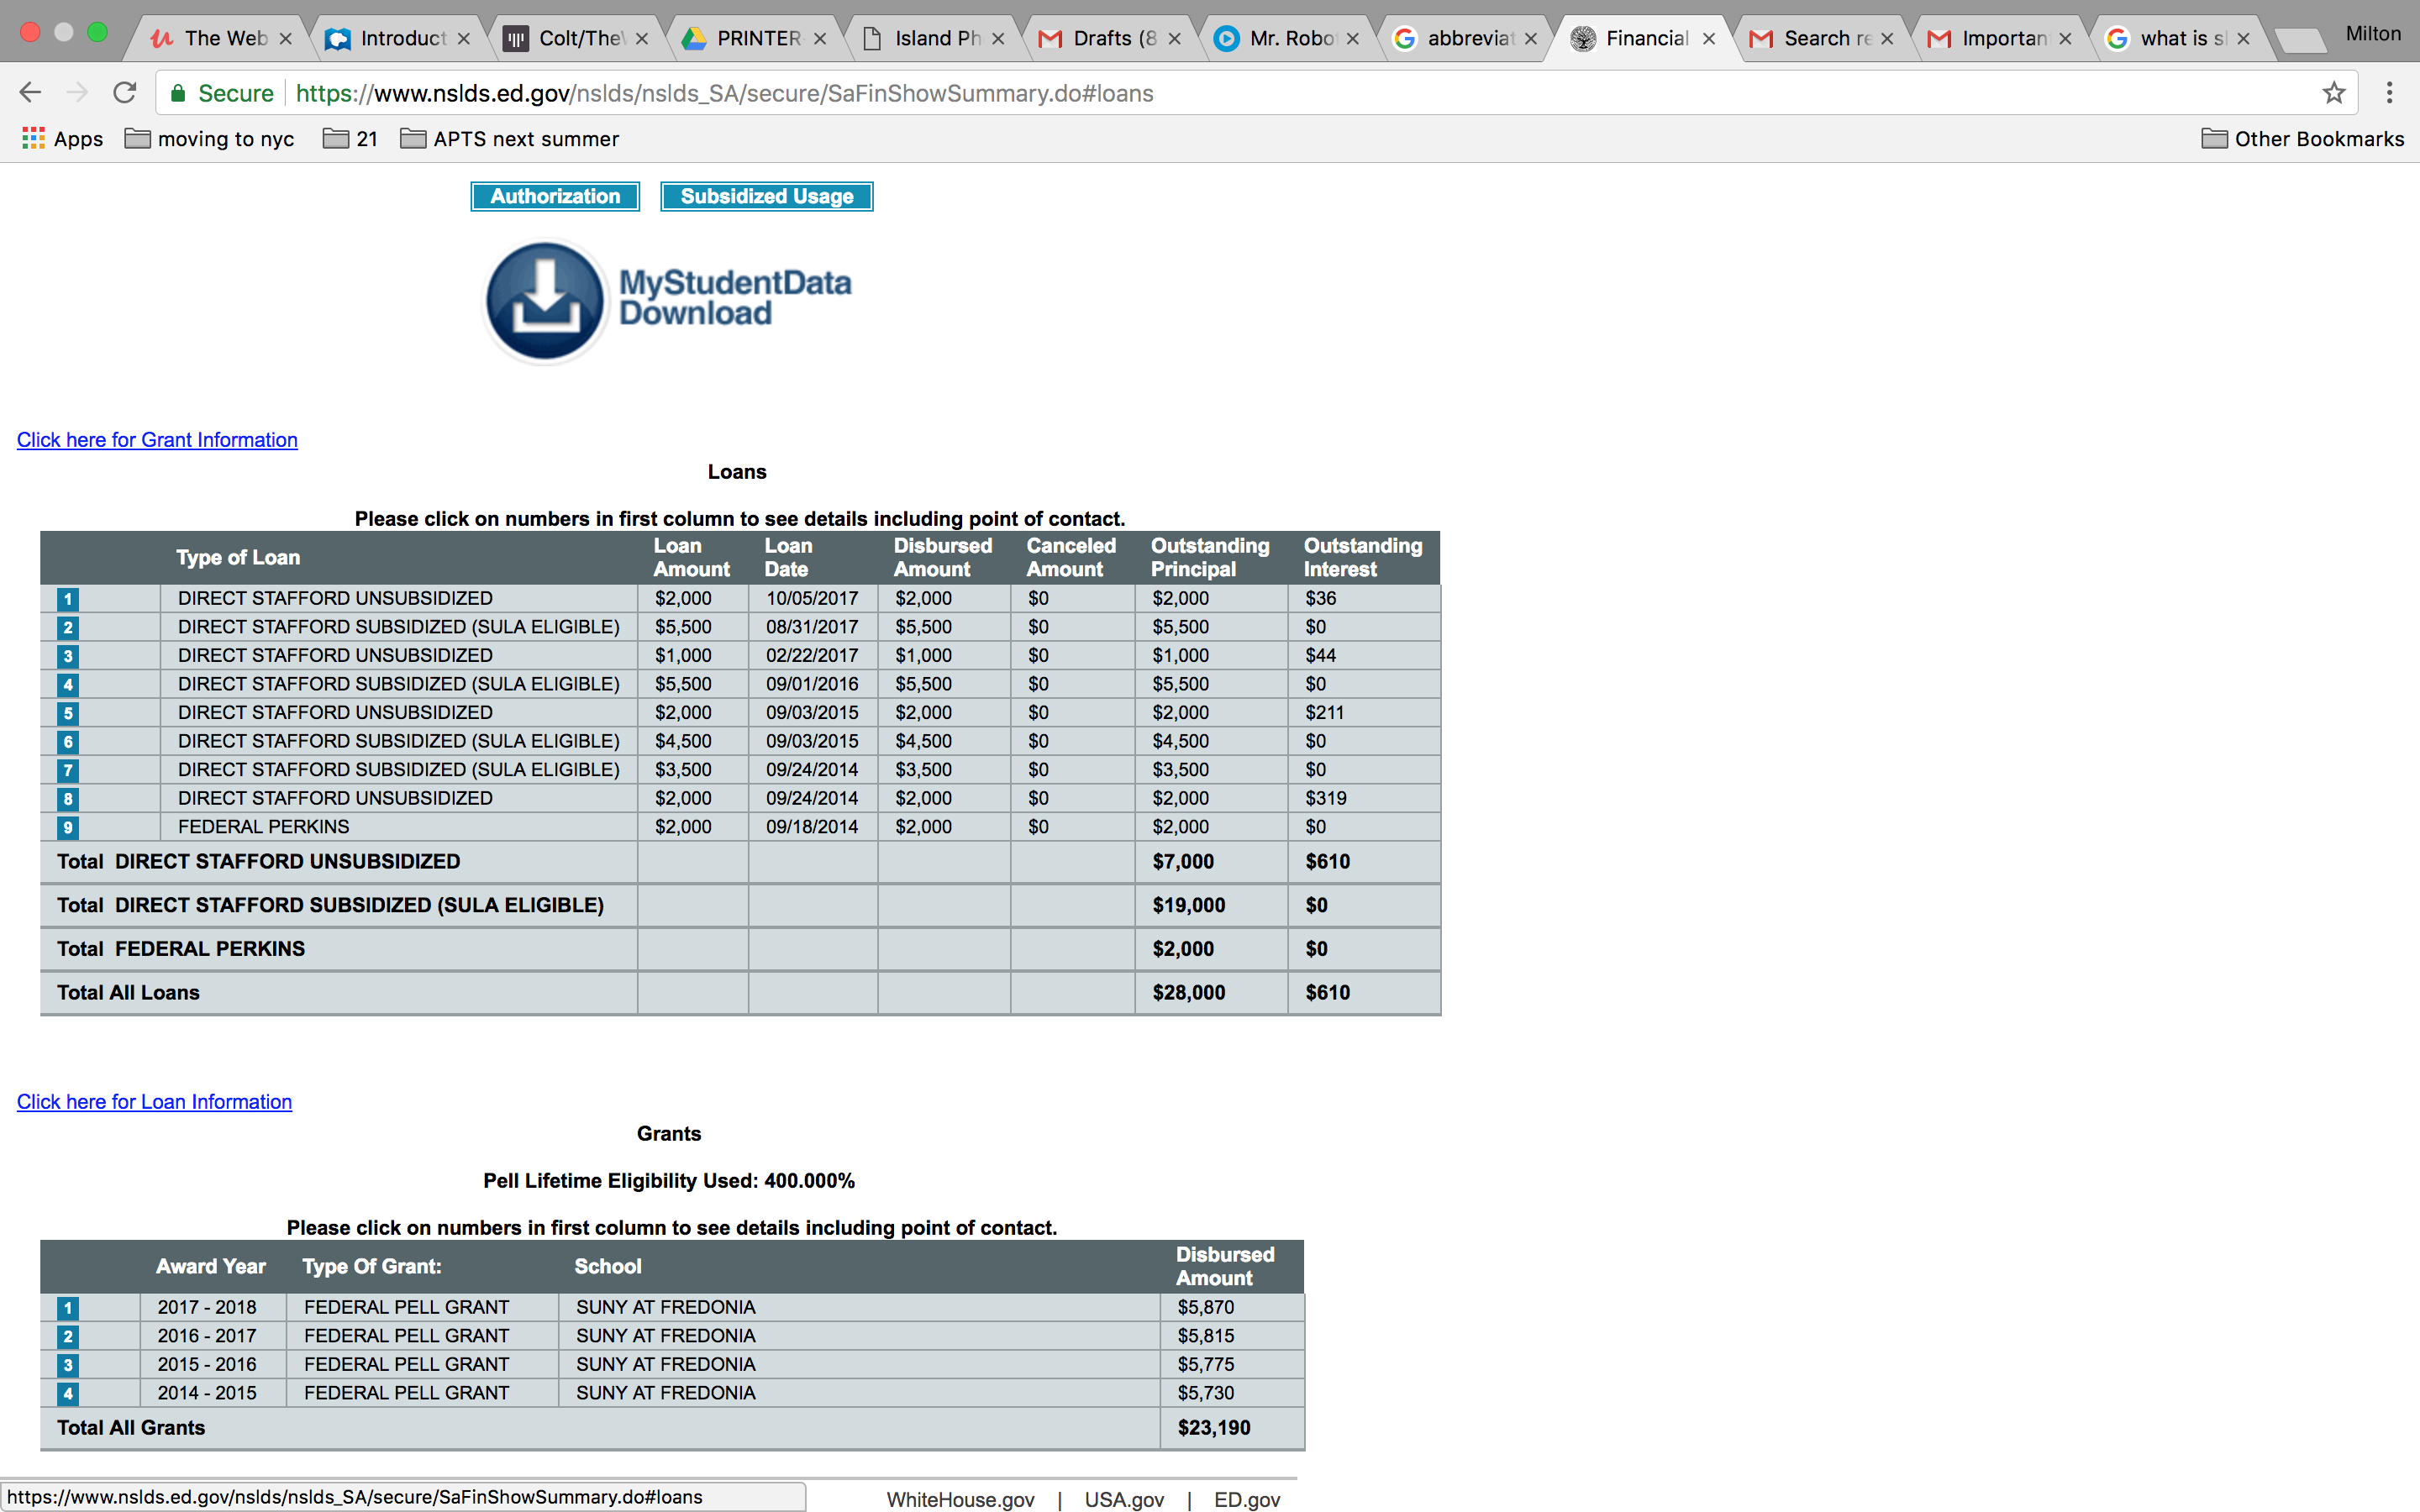 The Web Introduct Colt/The\ PRINTER- Island Ph Drafts (8 Mr. Robo abbreviat Financial Search re Importan what is sl Milton
Secure https://www.nslds.ed.gov/nslds/nslds_SA/secure/SaFinShowSummary.do#loans
Apps moving to nyc 21 APTS next summer Other Bookmarks
Authorization Subsidized Usage
MyStudentData
Download
Click here for Grant Information
Loans
Please click on numbers in first column to see details including point of contact.
Type of Loan Loan Amount Loan Date Disbursed Amount Canceled Amount Outstanding Principal Outstanding Interest
1 DIRECT STAFFORD UNSUBSIDIZED $2,000 10/05/2017 $2,000 $0 $2,000 $36
2 DIRECT STAFFORD SUBSIDIZED (SULA ELIGIBLE) $5,500 08/31/2017 $5,500 $0 $5,500 $0
3 DIRECT STAFFORD UNSUBSIDIZED $1,000 02/22/2017 $1,000 $0 $1,000 $44
4 DIRECT STAFFORD SUBSIDIZED (SULA ELIGIBLE) $5,500 09/01/2016 $5,500 $0 $5,500 $0
5 DIRECT STAFFORD UNSUBSIDIZED $2,000 09/03/2015 $2,000 $0 $2,000 $211
6 DIRECT STAFFORD SUBSIDIZED (SULA ELIGIBLE) $4,500 09/03/2015 $4,500 $0 $4,500 $0
7 DIRECT STAFFORD SUBSIDIZED (SULA ELIGIBLE) $3,500 09/24/2014 $3,500 $0 $3,500 $0
8 DIRECT STAFFORD UNSUBSIDIZED $2,000 09/24/2014 $2,000 $0 $2,000 $319
9 FEDERAL PERKINS $2,000 09/18/2014 $2,000 $0 $2,000 $0
Total DIRECT STAFFORD UNSUBSIDIZED $7,000 $610
Total DIRECT STAFFORD SUBSIDIZED (SULA ELIGIBLE) $19,000 $0
Total FEDERAL PERKINS $2,000 $0
Total All Loans $28,000 $610
Click here for Loan Information
Grants
Pell Lifetime Eligibility Used: 400.000%
Please click on numbers in first column to see details including point of contact.
Award Year Type Of Grant: School Disbursed Amount
1 2017 - 2018 FEDERAL PELL GRANT SUNY AT FREDONIA $5,870
2 2016 - 2017 FEDERAL PELL GRANT SUNY AT FREDONIA $5,815
3 2015 - 2016 FEDERAL PELL GRANT SUNY AT FREDONIA $5,775
4 2014 - 2015 FEDERAL PELL GRANT SUNY AT FREDONIA $5,730
Total All Grants $23,190
https://www.nslds.ed.gov/nslds/nslds_SA/secure/SaFinShowSummary.do#loans WhiteHouse.gov | USA.gov | ED.gov